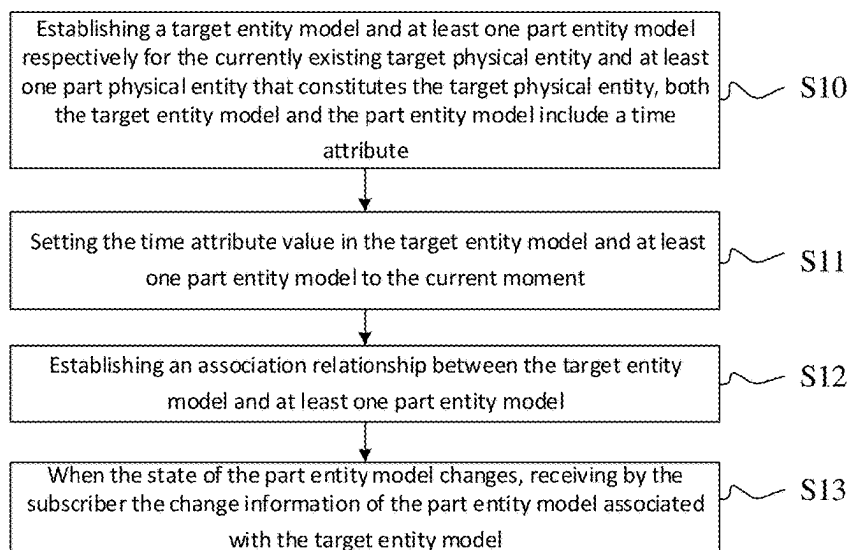 Establishing a target entity model and at least one part entity model
respectively for the currently existing target physical entity and at least
one part physical entity that constitutes the target physical entity, both
the target entity model and the part entity model include a time
attribute
S10
Setting the time attribute value in the target entity model and at least
one part entity model to the current moment
S11
Establishing an association relationship between the target entity
model and at least one part entity model
S12
When the state of the part entity model changes, receiving by the
subscriber the change information of the part entity model associated
with the target entity model
S13